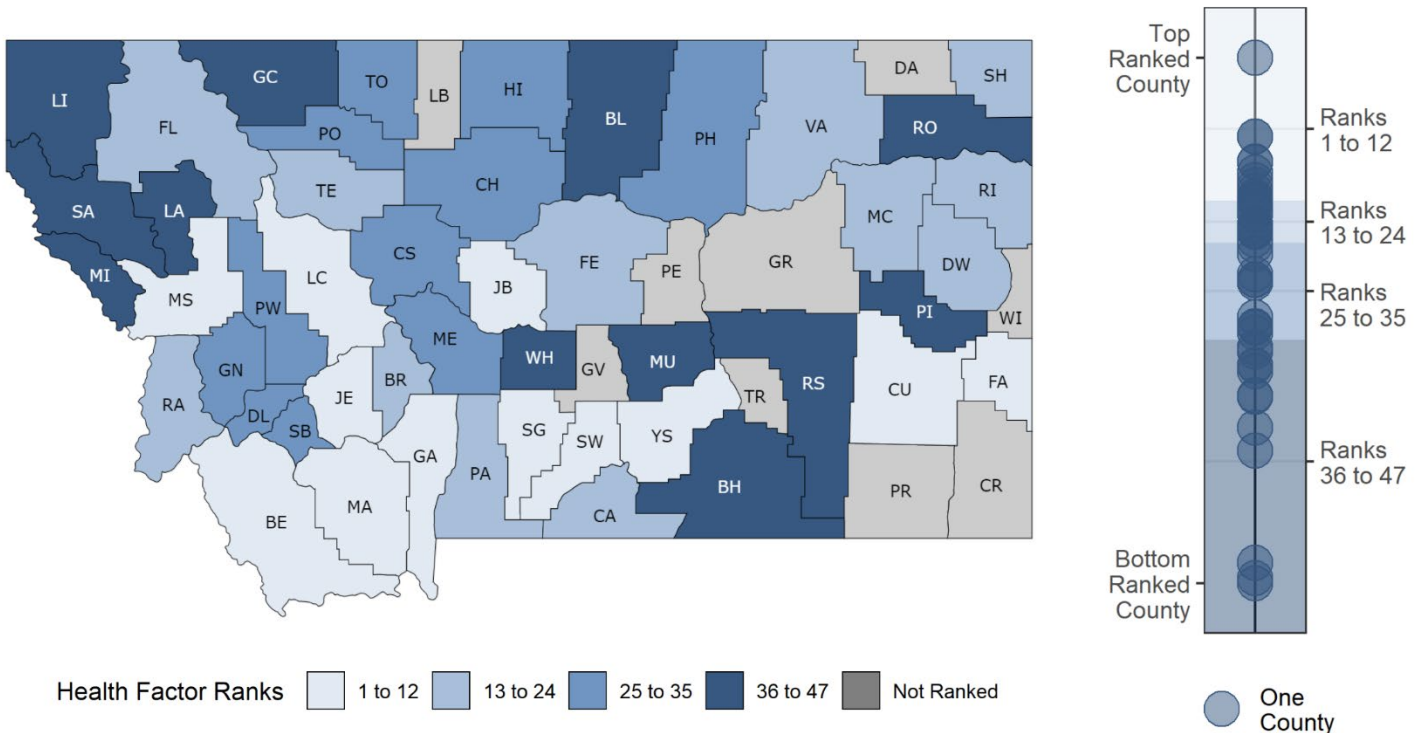 LI
GC
TO
LB
HI
BL
PH
VA
DA
SH
FL
PO
RO
TE
CH
RI
SA
LA
MC
MI
LC
CS
FE
PE
GR
DW
MS
JB
PW
PI
WI
ME
WH
GV
MU
GN
BR
RS
CU
FA
RA
JE
TR
DL
SB
SG
SW
YS
GA
PA
BH
PR
CR
BE
MA
CA
Top
Ranked
County
Ranks
1 to 12
Ranks
13 to 24
Ranks
25 to 35
Ranks
36 to 47
Bottom
Ranked
County
Health Factor Ranks
1 to 12
13 to 24
25 to 35
36 to 47
Not Ranked
One
County